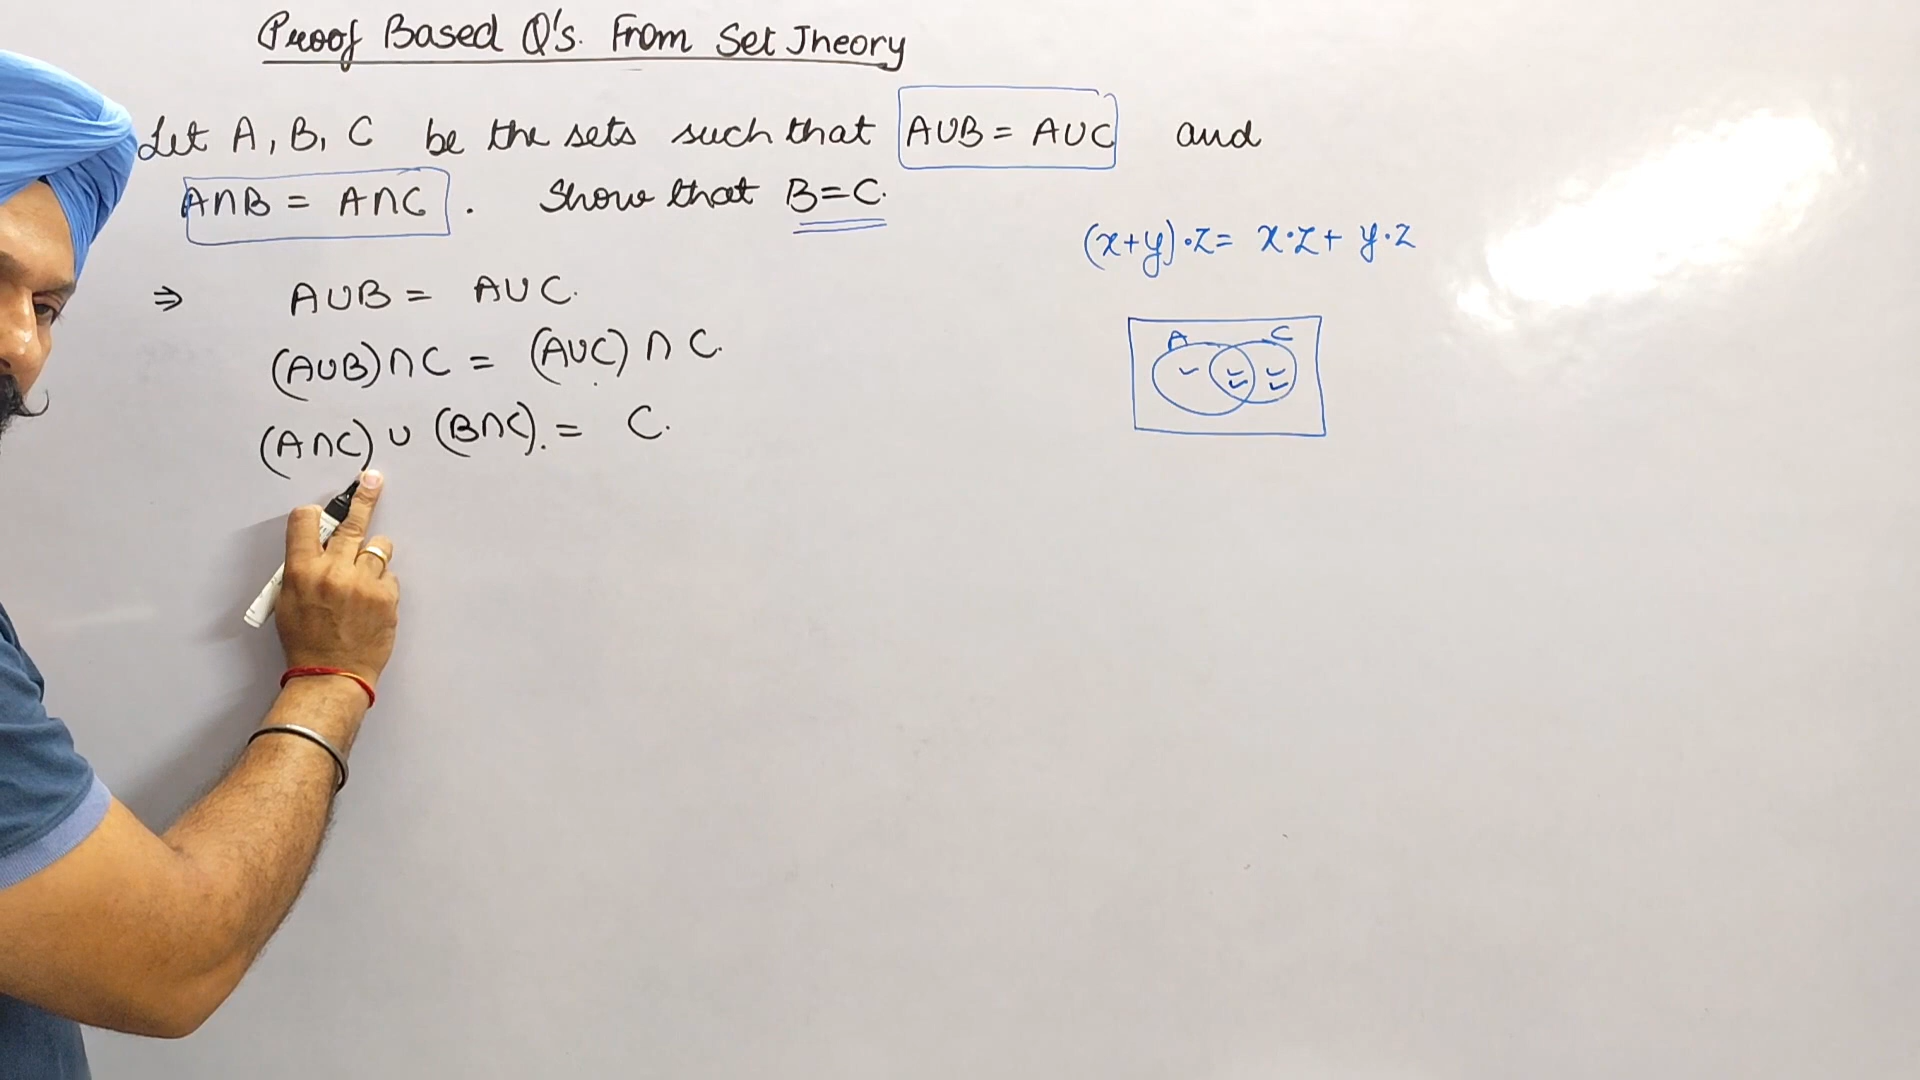 Proof Based Q's. From Set Theory
Let A, B, C be the sets such that A∪B = A∪C and
A∩B = A∩C. Show that B=C.
(x+y)·z = x·z + y·z
⇒ A∪B = A∪C.
(A∪B)∩C = (A∪C)∩C.
A C
(A∩C) ∪ (B∩C). = C.